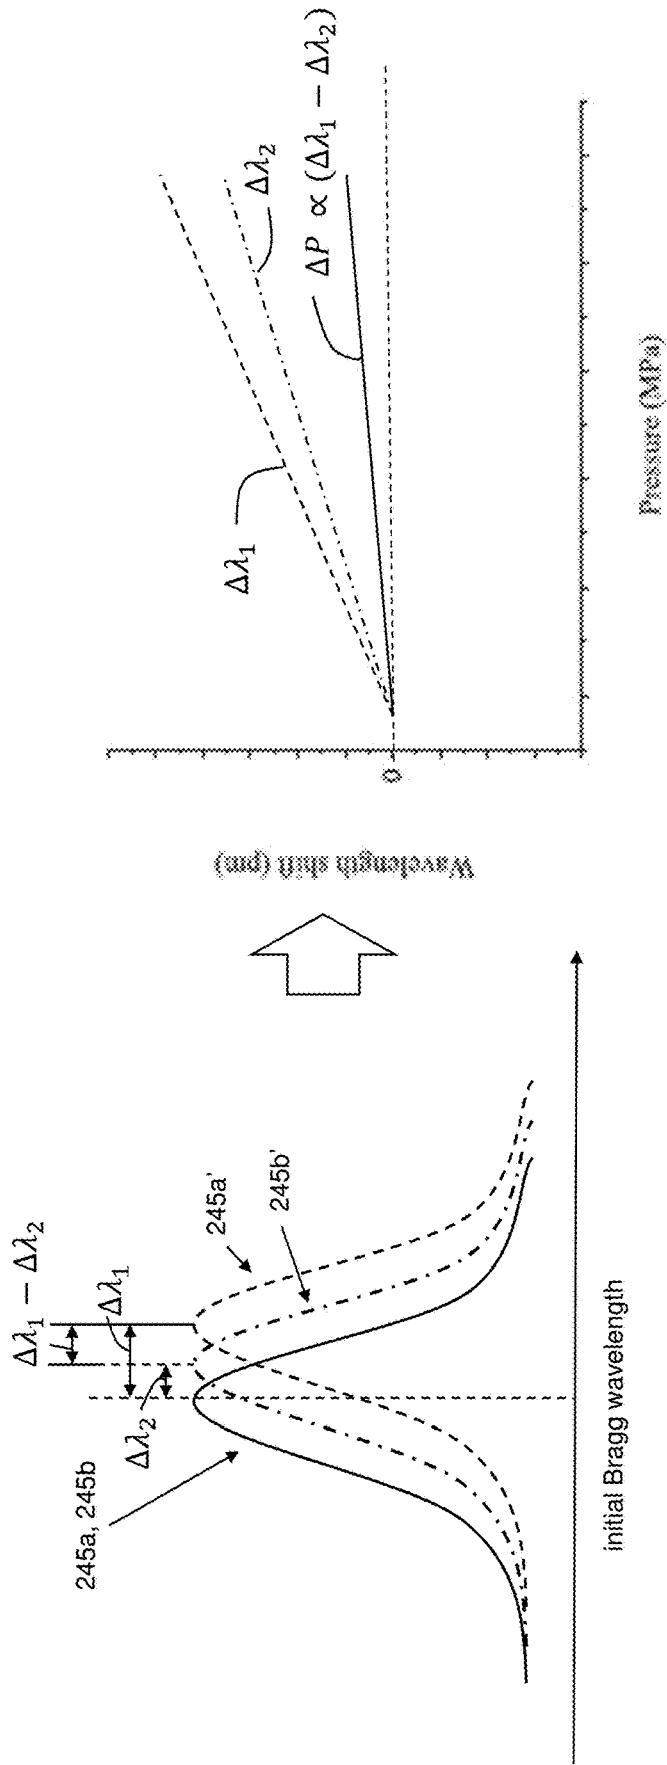 Δλ₁ − Δλ₂
Δλ₁
Δλ₂
245a, 245b
245a'
245b'
initial Bragg wavelength
Wavelength shift (pm)
0
Δλ₁
Δλ₂
ΔP ∝ (Δλ₁ − Δλ₂)
Pressure (MPa)